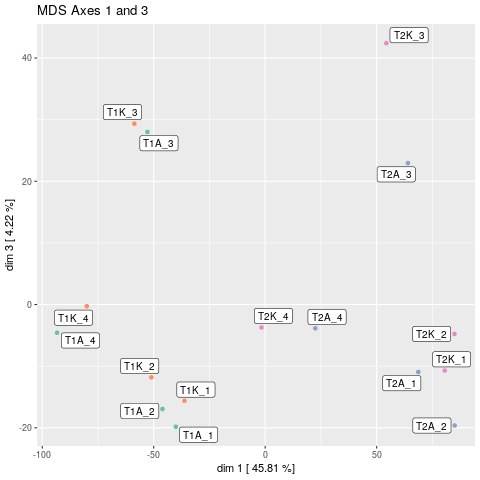 MDS Axes 1 and 3
T2K_3
40
T1K_3
T1A_3
T2A_3
20
dim 3 [ 4.22 %]
0
T1K_4
T2K_4
T2A_4
T1A_4
T2K_2
T2K_1
T1K_2
T2A_1
T1K_1
T1A_2
T1A_1
T2A_2
-20
-100
-50
0
50
dim 1 [ 45.81 %]